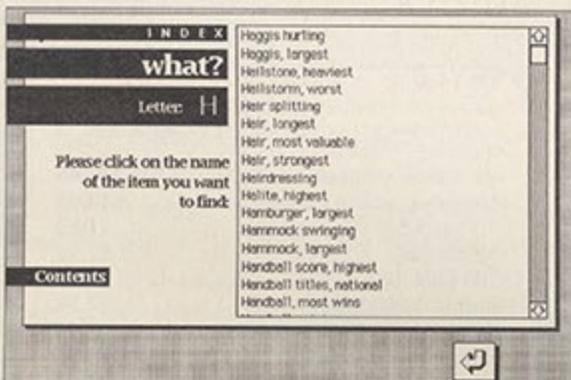 INDEX
what?
Letter: H
Please click on the name
of the item you want
to find:
Contents
Haggis hurling
Haggis, largest
Hailstone, heaviest
Hailstorm, worst
Hair splitting
Hair, longest
Hair, most valuable
Hair, strongest
Hairdressing
Halite, highest
Hamburger, largest
Hammock swinging
Hammock, largest
Handball score, highest
Handball titles, national
Handball, most wins